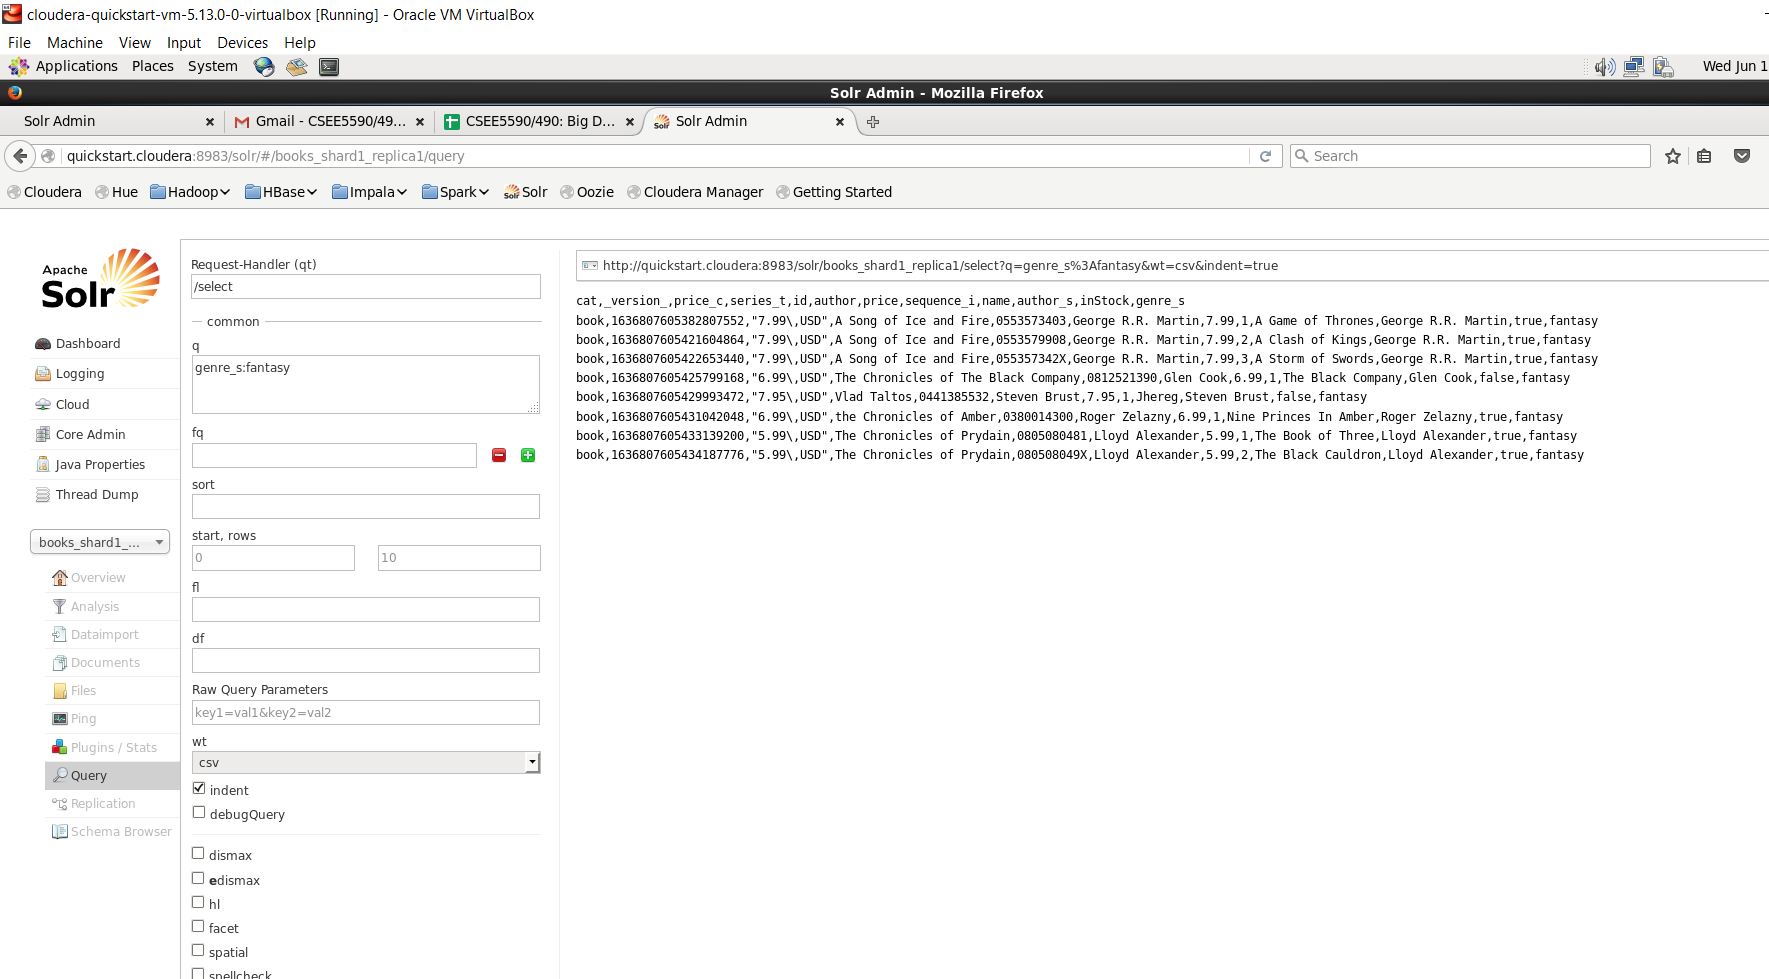 cloudera-quickstart-vm-5.13.0-0-virtualbox [Running] - Oracle VM VirtualBox
File Machine View Input Devices Help
Applications Places System
Wed Jun 1
Solr Admin - Mozilla Firefox
Solr Admin
Gmail - CSEE5590/49...
CSEE5590/490: Big D...
Solr Admin
quickstart.cloudera:8983/solr/#/books_shard1_replica1/query
Search
Cloudera Hue Hadoop HBase Impala Spark Solr Oozie Cloudera Manager Getting Started
Apache
Solr
Dashboard
Logging
Cloud
Core Admin
Java Properties
Thread Dump
books_shard1_...
Overview
Analysis
Dataimport
Documents
Files
Ping
Plugins / Stats
Query
Replication
Schema Browser
Request-Handler (qt)
/select
common
q
genre_s:fantasy
fq
sort
start, rows
0
10
fl
df
Raw Query Parameters
key1=val1&key2=val2
wt
csv
indent
debugQuery
dismax
edismax
hl
facet
spatial
spellcheck
http://quickstart.cloudera:8983/solr/books_shard1_replica1/select?q=genre_s%3Afantasy&wt=csv&indent=true
cat,_version_,price_c,series_t,id,author,price,sequence_i,name,author_s,inStock,genre_s
book,1636807605382807552,"7.99\,USD",A Song of Ice and Fire,0553573403,George R.R. Martin,7.99,1,A Game of Thrones,George R.R. Martin,true,fantasy
book,1636807605421604864,"7.99\,USD",A Song of Ice and Fire,0553579908,George R.R. Martin,7.99,2,A Clash of Kings,George R.R. Martin,true,fantasy
book,1636807605422653440,"7.99\,USD",A Song of Ice and Fire,055357342X,George R.R. Martin,7.99,3,A Storm of Swords,George R.R. Martin,true,fantasy
book,1636807605425799168,"6.99\,USD",The Chronicles of The Black Company,0812521390,Glen Cook,6.99,1,The Black Company,Glen Cook,false,fantasy
book,1636807605429993472,"7.95\,USD",Vlad Taltos,0441385532,Steven Brust,7.95,1,Jhereg,Steven Brust,false,fantasy
book,1636807605431042048,"6.99\,USD",the Chronicles of Amber,0380014300,Roger Zelazny,6.99,1,Nine Princes In Amber,Roger Zelazny,true,fantasy
book,1636807605433139200,"5.99\,USD",The Chronicles of Prydain,0805080481,Lloyd Alexander,5.99,1,The Book of Three,Lloyd Alexander,true,fantasy
book,1636807605434187776,"5.99\,USD",The Chronicles of Prydain,080508049X,Lloyd Alexander,5.99,2,The Black Cauldron,Lloyd Alexander,true,fantasy